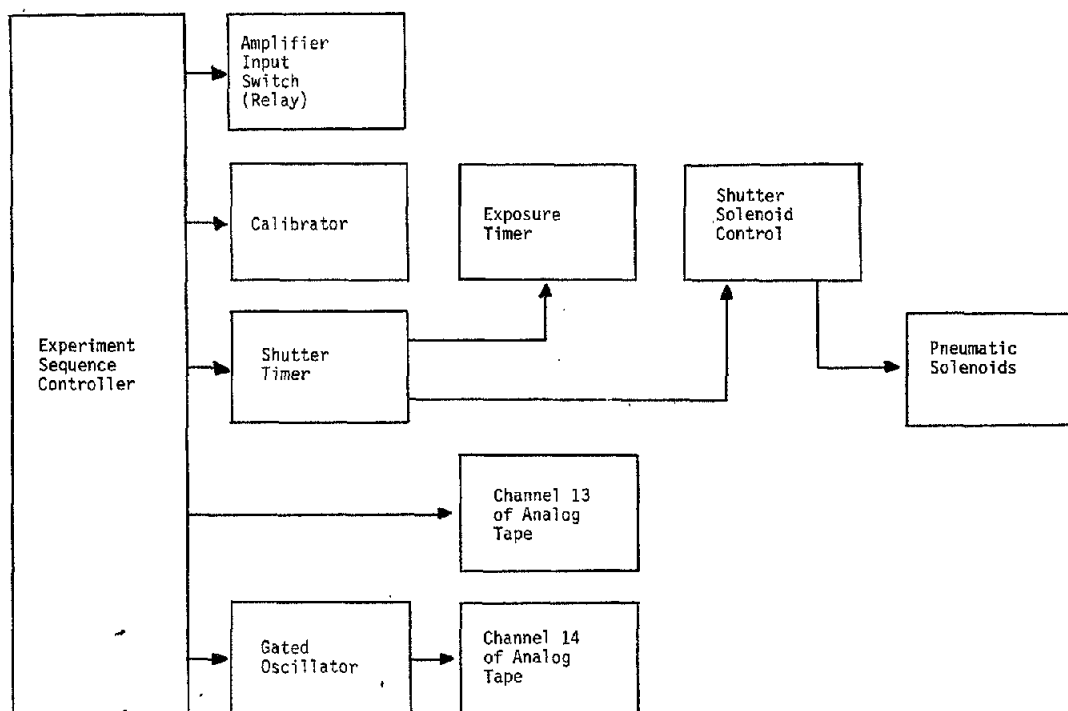 Amplifier
Input
Switch
(Relay)
Calibrator
Exposure
Timer
Shutter
Solenoid
Control
Experiment
Sequence
Controller
Shutter
Timer
Pneumatic
Solenoids
Channel 13
of Analog
Tape
Gated
Oscillator
Channel 14
of Analog
Tape